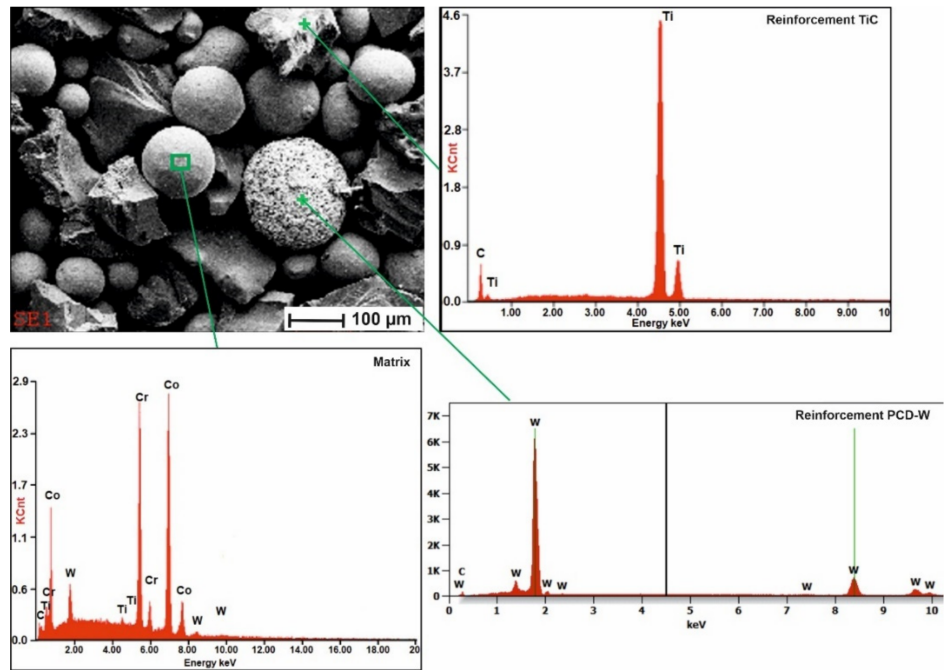 SE1
100 µm
Reinforcement TiC
4.6
3.7
2.8
1.8
0.9
0.0
KCnt
Ti
Ti
C
Ti
1.00 2.00 3.00 4.00 5.00 6.00 7.00 8.00 9.00 10
Energy keV
Matrix
2.9
2.3
1.7
1.1
0.6
0.0
KCnt
Co
Cr
Co
W
Cr
Ti
C
Ti
Ti
Cr
Co
W
W
2.00 4.00 6.00 8.00 10.00 12.00 14.00 16.00 18.00 20
Energy keV
Reinforcement PCD-W
7K
6K
5K
4K
3K
2K
1K
0
W
C
W
W
W
W
W
W
W
W
0 1 2 3 4 5 6 7 8 9 10
keV